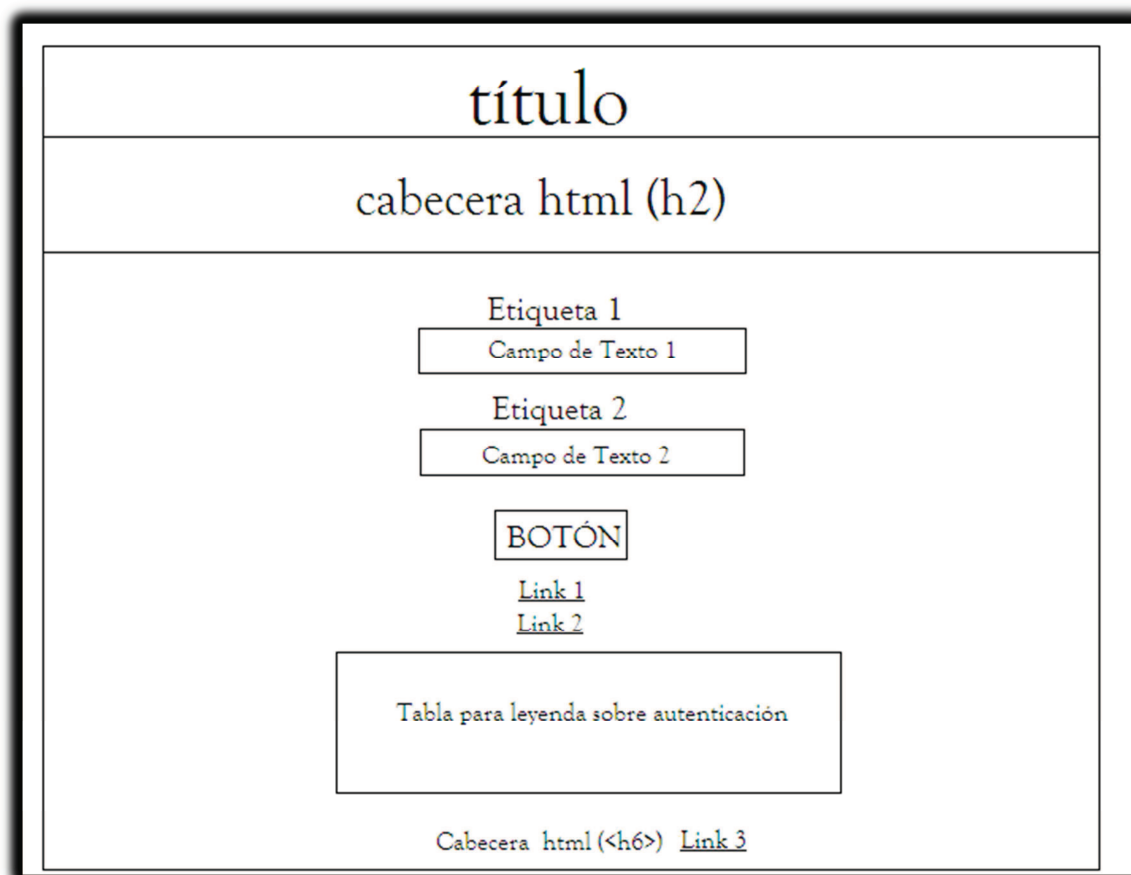 título
cabecera html (h2)
Etiqueta 1
Campo de Texto 1
Etiqueta 2
Campo de Texto 2
BOTÓN
Link 1
Link 2
Tabla para leyenda sobre autenticación
Cabecera html (<h6>) Link 3